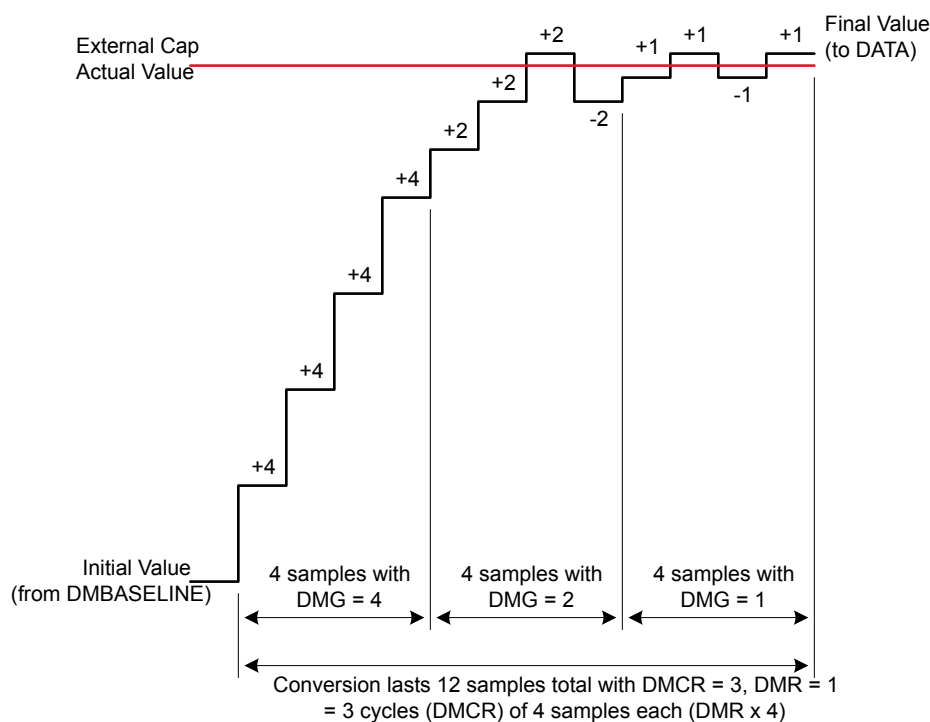 External Cap
Actual Value
Final Value
(to DATA)
+2
+1
+1
+1
+2
-2
-1
+2
+4
+4
+4
+4
Initial Value
(from DMBASELINE)
4 samples with
DMG = 4
4 samples with
DMG = 2
4 samples with
DMG = 1
Conversion lasts 12 samples total with DMCR = 3, DMR = 1
= 3 cycles (DMCR) of 4 samples each (DMR x 4)